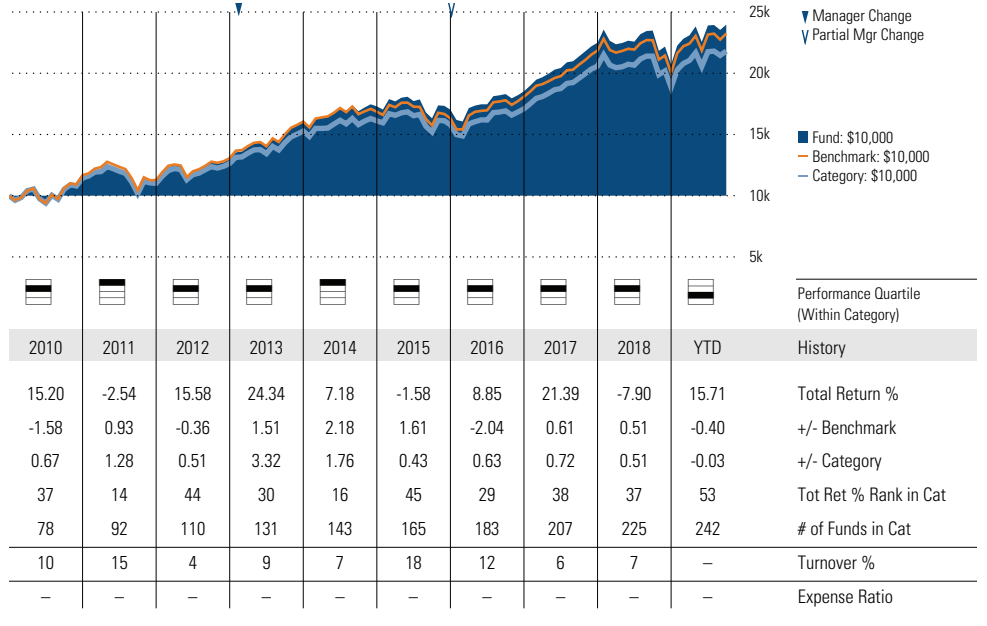 25k
20k
15k
10k
5k
Manager Change
Partial Mgr Change
Fund: $10,000
Benchmark: $10,000
Category: $10,000
Performance Quartile
(Within Category)
2010 2011 2012 2013 2014 2015 2016 2017 2018 YTD History
15.20 -2.54 15.58 24.34 7.18 -1.58 8.85 21.39 -7.90 15.71 Total Return %
-1.58 0.93 -0.36 1.51 2.18 1.61 -2.04 0.61 0.51 -0.40 +/- Benchmark
0.67 1.28 0.51 3.32 1.76 0.43 0.63 0.72 0.51 -0.03 +/- Category
37 14 44 30 16 45 29 38 37 53 Tot Ret % Rank in Cat
78 92 110 131 143 165 183 207 225 242 # of Funds in Cat
10 15 4 9 7 18 12 6 7 – Turnover %
– – – – – – – – – – Expense Ratio